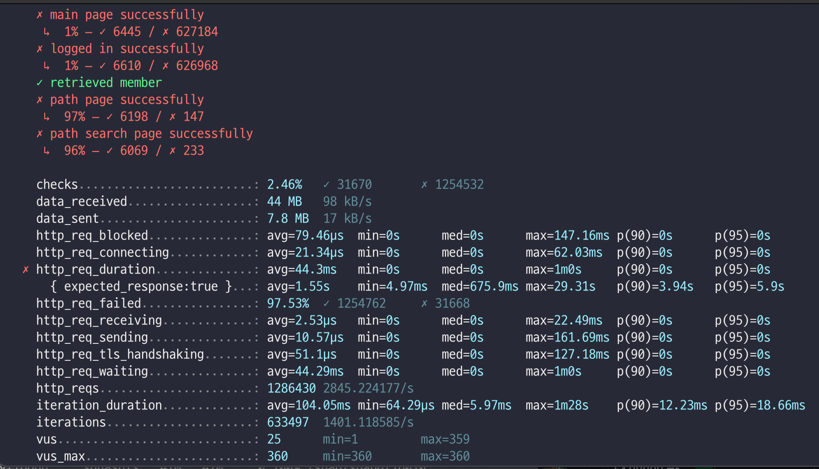 ✗ main page successfully
↳ 1% — ✓ 6445 / ✗ 627184
✗ logged in successfully
↳ 1% — ✓ 6610 / ✗ 626968
✓ retrieved member
✗ path page successfully
↳ 97% — ✓ 6198 / ✗ 147
✗ path search page successfully
↳ 96% — ✓ 6069 / ✗ 233
checks.........................: 2.46% ✓ 31670 ✗ 1254532
data_received..................: 44 MB 98 kB/s
data_sent......................: 7.8 MB 17 kB/s
http_req_blocked...............: avg=79.46µs min=0s med=0s max=147.16ms p(90)=0s p(95)=0s
http_req_connecting............: avg=21.34µs min=0s med=0s max=62.03ms p(90)=0s p(95)=0s
✗ http_req_duration..............: avg=44.3ms min=0s med=0s max=1m0s p(90)=0s p(95)=0s
{ expected_response:true }...: avg=1.55s min=4.97ms med=675.9ms max=29.31s p(90)=3.94s p(95)=5.9s
http_req_failed................: 97.53% ✓ 1254762 ✗ 31668
http_req_receiving.............: avg=2.53µs min=0s med=0s max=22.49ms p(90)=0s p(95)=0s
http_req_sending...............: avg=10.57µs min=0s med=0s max=161.69ms p(90)=0s p(95)=0s
http_req_tls_handshaking.......: avg=51.1µs min=0s med=0s max=127.18ms p(90)=0s p(95)=0s
http_req_waiting...............: avg=44.29ms min=0s med=0s max=1m0s p(90)=0s p(95)=0s
http_reqs......................: 1286430 2845.224177/s
iteration_duration.............: avg=104.05ms min=64.29µs med=5.97ms max=1m28s p(90)=12.23ms p(95)=18.66ms
iterations.....................: 633497 1401.118585/s
vus............................: 25 min=1 max=359
vus_max........................: 360 min=360 max=360